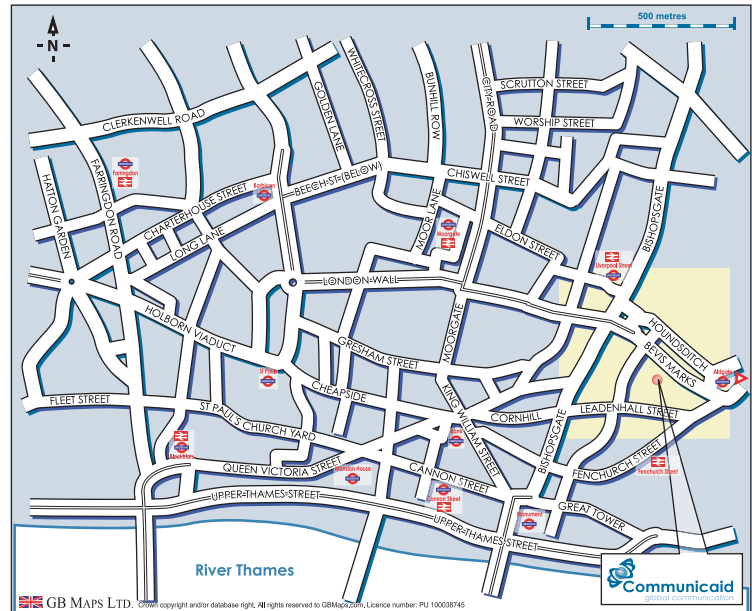 500 metres
N
CLERKENWELL ROAD
HATTON GARDEN
FARRINGDON ROAD
Farringdon
CHARTERHOUSE STREET
LONG LANE
Barbican
GOLDEN LANE
WHITECROSS STREET
BUNHILL ROW
CITY ROAD
SCRUTTON STREET
WORSHIP STREET
BEECH ST (BELOW)
CHISWELL STREET
MOOR LANE
Moorgate
ELDON STREET
BISHOPSGATE
Liverpool Street
LONDON WALL
HOLBORN VIADUCT
GRESHAM STREET
MOORGATE
HOUNDSDITCH
BEVIS MARKS
Aldgate
St Pauls
CHEAPSIDE
FLEET STREET
ST PAUL'S CHURCH YARD
KING WILLIAM STREET
CORNHILL
LEADENHALL STREET
BISHOPSGATE
Bank
Blackfriars
QUEEN VICTORIA STREET
Mansion House
CANNON STREET
Cannon Street
FENCHURCH STREET
Fenchurch Street
UPPER THAMES STREET
UPPER THAMES STREET
Monument
GREAT TOWER
River Thames
Communicaid
global communication
GB MAPS LTD. Crown copyright and/or database right. All rights reserved to GBMaps.com, Licence number: PU 100038745